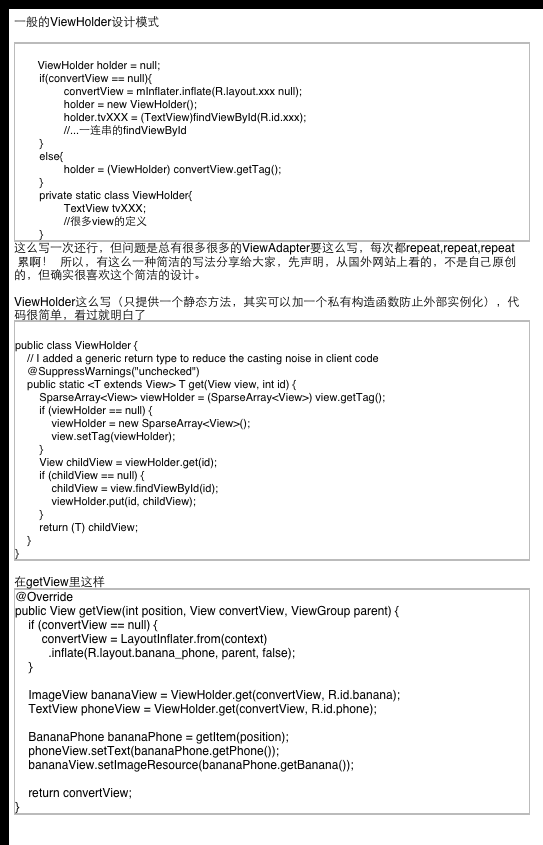 一般的ViewHolder设计模式
ViewHolder holder = null;
if(convertView == null){
convertView = mInflater.inflate(R.layout.xxx null);
holder = new ViewHolder();
holder.tvXXX = (TextView)findViewById(R.id.xxx);
//...一连串的findViewById
}
else{
holder = (ViewHolder) convertView.getTag();
}
private static class ViewHolder{
TextView tvXXX;
//很多view的定义
}
这么写一次还行，但问题是总有很多很多的ViewAdapter要这么写，每次都repeat,repeat,repeat
累啊！ 所以，有这么一种简洁的写法分享给大家，先声明，从国外网站上看的，不是自己原创
的，但确实很喜欢这个简洁的设计。
ViewHolder这么写（只提供一个静态方法，其实可以加一个私有构造函数防止外部实例化），代
码很简单，看过就明白了
public class ViewHolder {
// I added a generic return type to reduce the casting noise in client code
@SuppressWarnings("unchecked")
public static <T extends View> T get(View view, int id) {
SparseArray<View> viewHolder = (SparseArray<View>) view.getTag();
if (viewHolder == null) {
viewHolder = new SparseArray<View>();
view.setTag(viewHolder);
}
View childView = viewHolder.get(id);
if (childView == null) {
childView = view.findViewById(id);
viewHolder.put(id, childView);
}
return (T) childView;
}
}
在getView里这样
@Override
public View getView(int position, View convertView, ViewGroup parent) {
if (convertView == null) {
convertView = LayoutInflater.from(context)
.inflate(R.layout.banana_phone, parent, false);
}
ImageView bananaView = ViewHolder.get(convertView, R.id.banana);
TextView phoneView = ViewHolder.get(convertView, R.id.phone);
BananaPhone bananaPhone = getItem(position);
phoneView.setText(bananaPhone.getPhone());
bananaView.setImageResource(bananaPhone.getBanana());
return convertView;
}